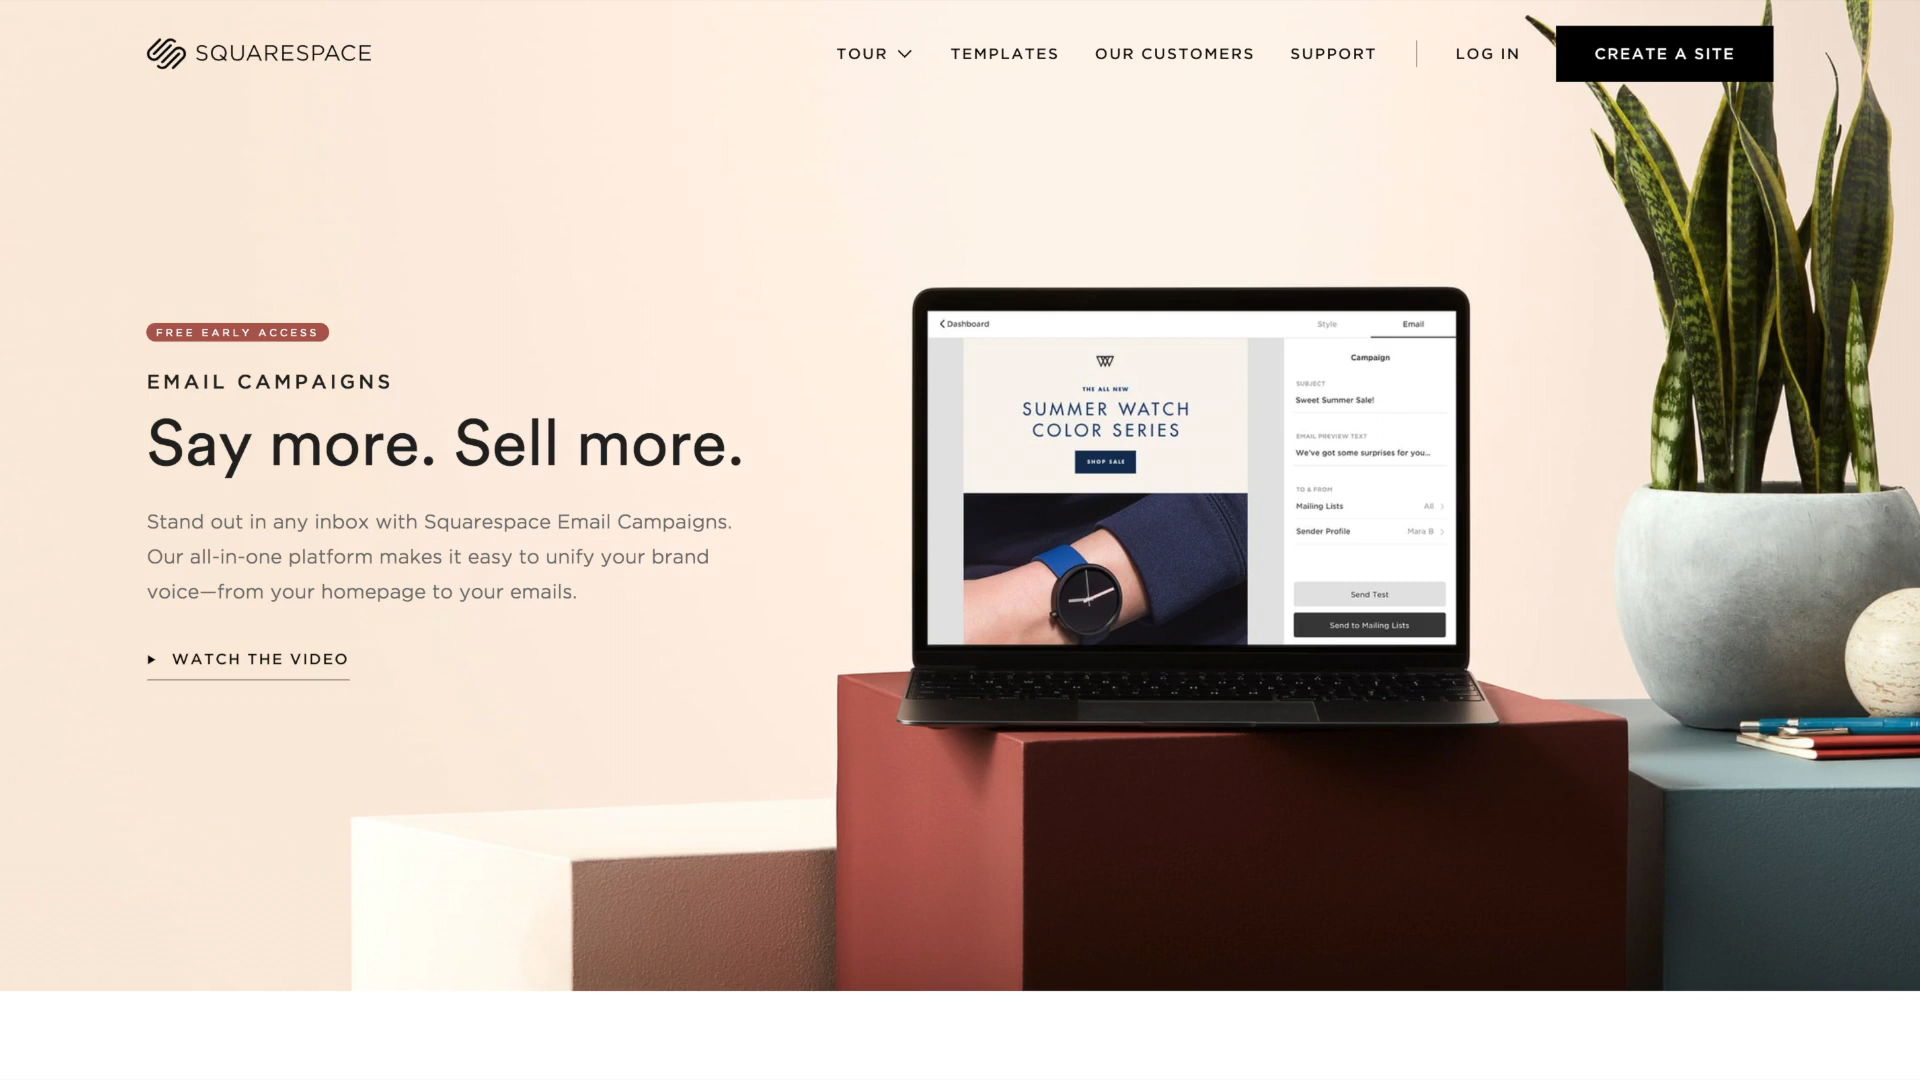 SQUARESPACE
TOUR
TEMPLATES
OUR CUSTOMERS
SUPPORT
LOG IN
CREATE A SITE
FREE EARLY ACCESS
EMAIL CAMPAIGNS
Say more. Sell more.
Stand out in any inbox with Squarespace Email Campaigns.
Our all-in-one platform makes it easy to unify your brand
voice—from your homepage to your emails.
WATCH THE VIDEO
Dashboard
Style
Email
THE ALL NEW
SUMMER WATCH
COLOR SERIES
SHOP SALE
Campaign
SUBJECT
Sweet Summer Sale!
EMAIL PREVIEW TEXT
We've got some surprises for you...
TO & FROM
Mailing Lists All
Sender Profile Mara B
Send Test
Send to Mailing Lists